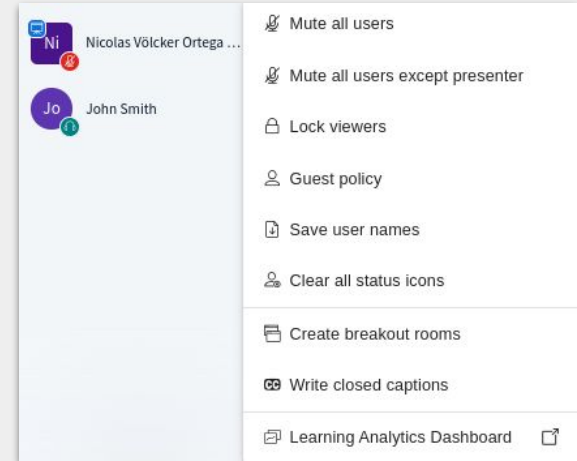 Ni
Nicolas Völcker Ortega ...
Jo
John Smith
Mute all users
Mute all users except presenter
Lock viewers
Guest policy
Save user names
Clear all status icons
Create breakout rooms
Write closed captions
Learning Analytics Dashboard